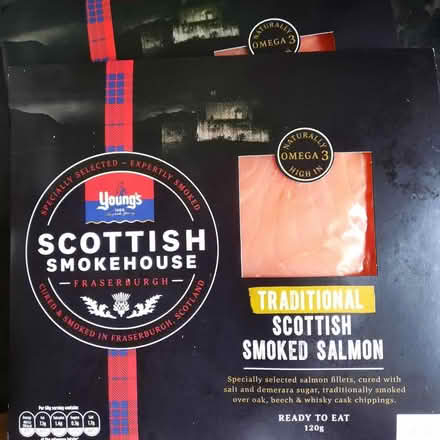 NATURALLY
OMEGA 3
NATURALLY
OMEGA 3
HIGH IN
SPECIALLY SELECTED – EXPERTLY SMOKED
Young's
SCOTTISH
SMOKEHOUSE
FRASERBURGH
CURED & SMOKED IN FRASERBURGH, SCOTLAND
TRADITIONAL
SCOTTISH
SMOKED SALMON
Specially selected salmon fillets, cured with
salt and demerara sugar, traditionally smoked
over oak, beech & whisky cask chippings.
READY TO EAT
120g